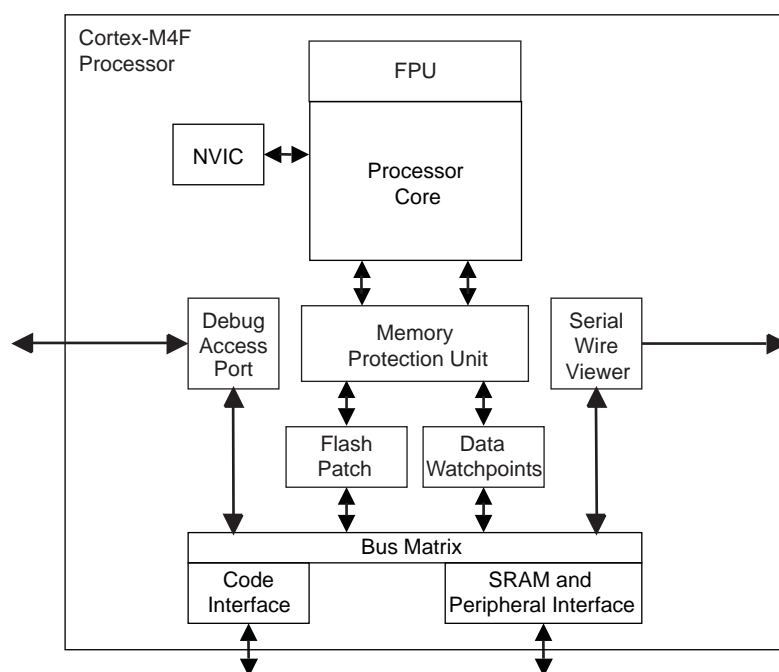 Cortex-M4F
Processor
FPU
NVIC
Processor
Core
Debug
Access
Port
Memory
Protection Unit
Serial
Wire
Viewer
Flash
Patch
Data
Watchpoints
Bus Matrix
Code
Interface
SRAM and
Peripheral Interface